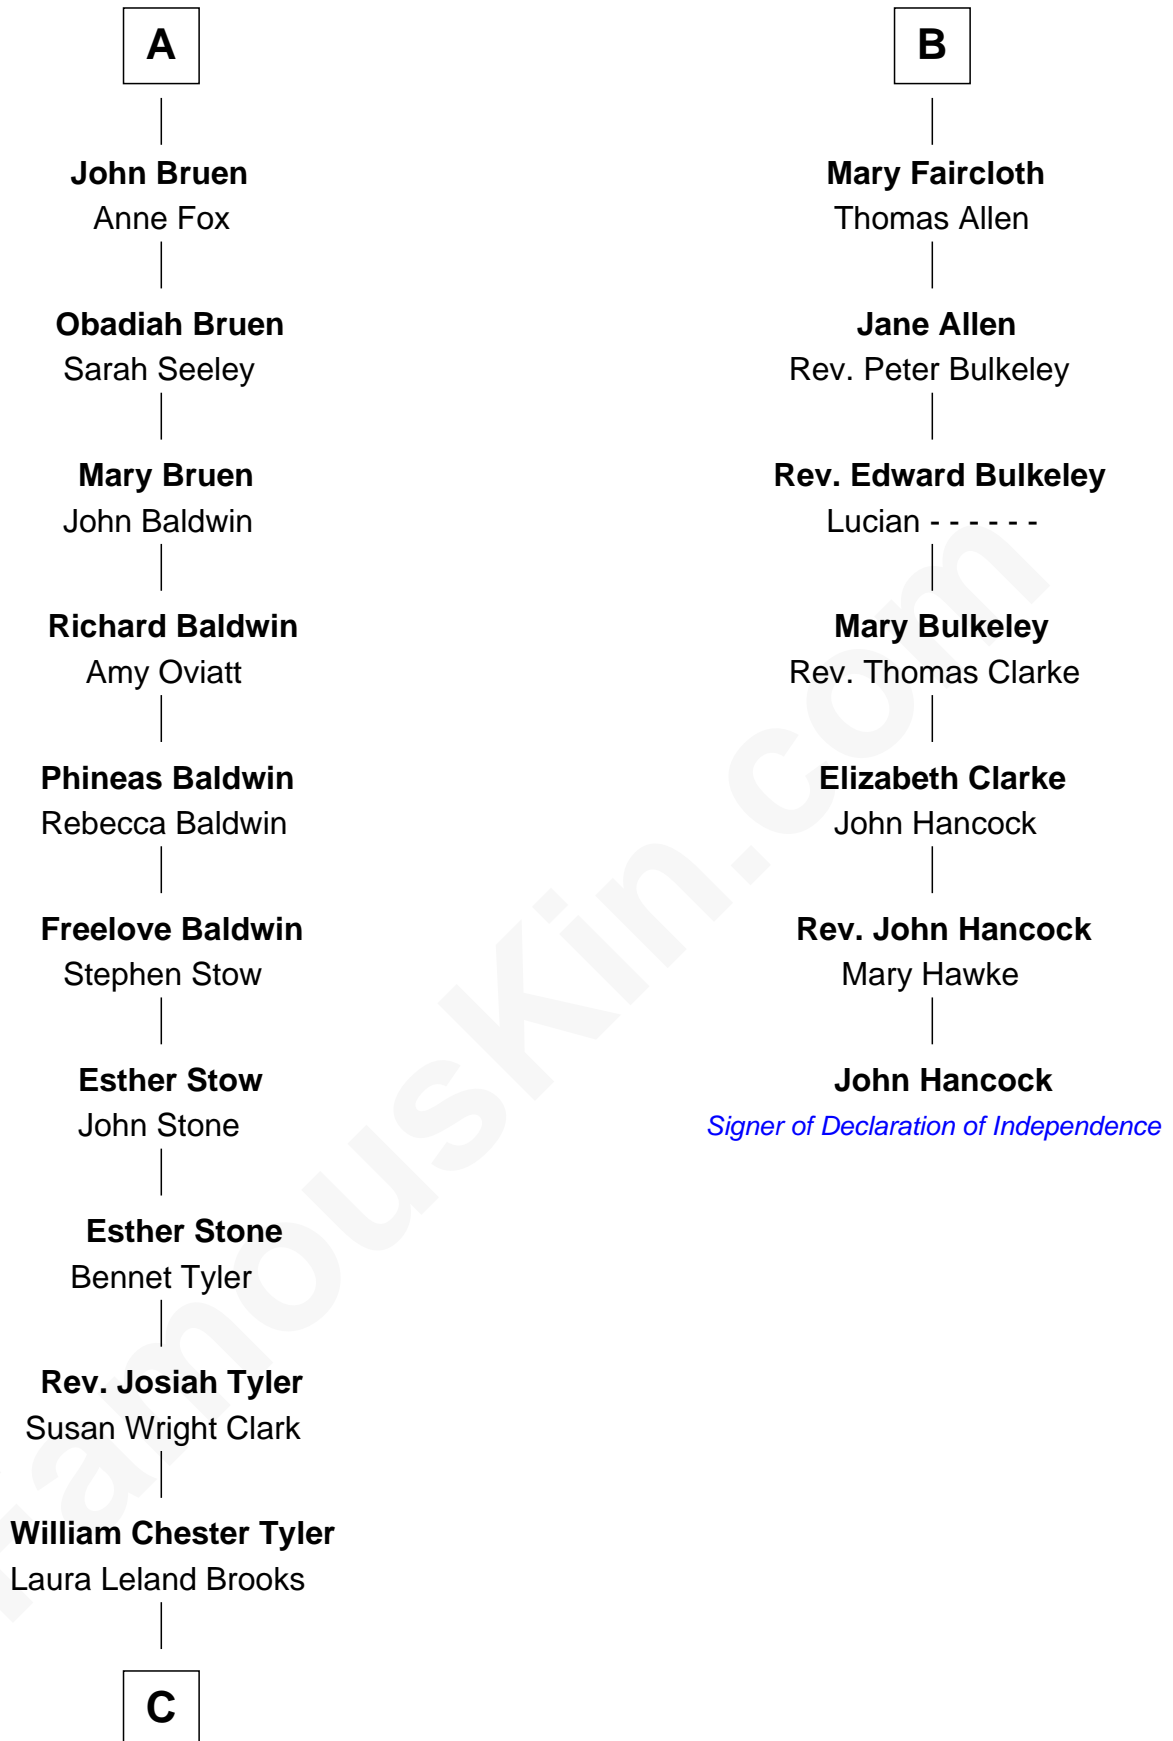 A
John Bruen
Anne Fox
Obadiah Bruen
Sarah Seeley
Mary Bruen
John Baldwin
Richard Baldwin
Amy Oviatt
Phineas Baldwin
Rebecca Baldwin
Freelove Baldwin
Stephen Stow
Esther Stow
John Stone
Esther Stone
Bennet Tyler
Rev. Josiah Tyler
Susan Wright Clark
William Chester Tyler
Laura Leland Brooks
C
B
Mary Faircloth
Thomas Allen
Jane Allen
Rev. Peter Bulkeley
Rev. Edward Bulkeley
Lucian - - - - - -
Mary Bulkeley
Rev. Thomas Clarke
Elizabeth Clarke
John Hancock
Rev. John Hancock
Mary Hawke
John Hancock
Signer of Declaration of Independence
FamousKin.com